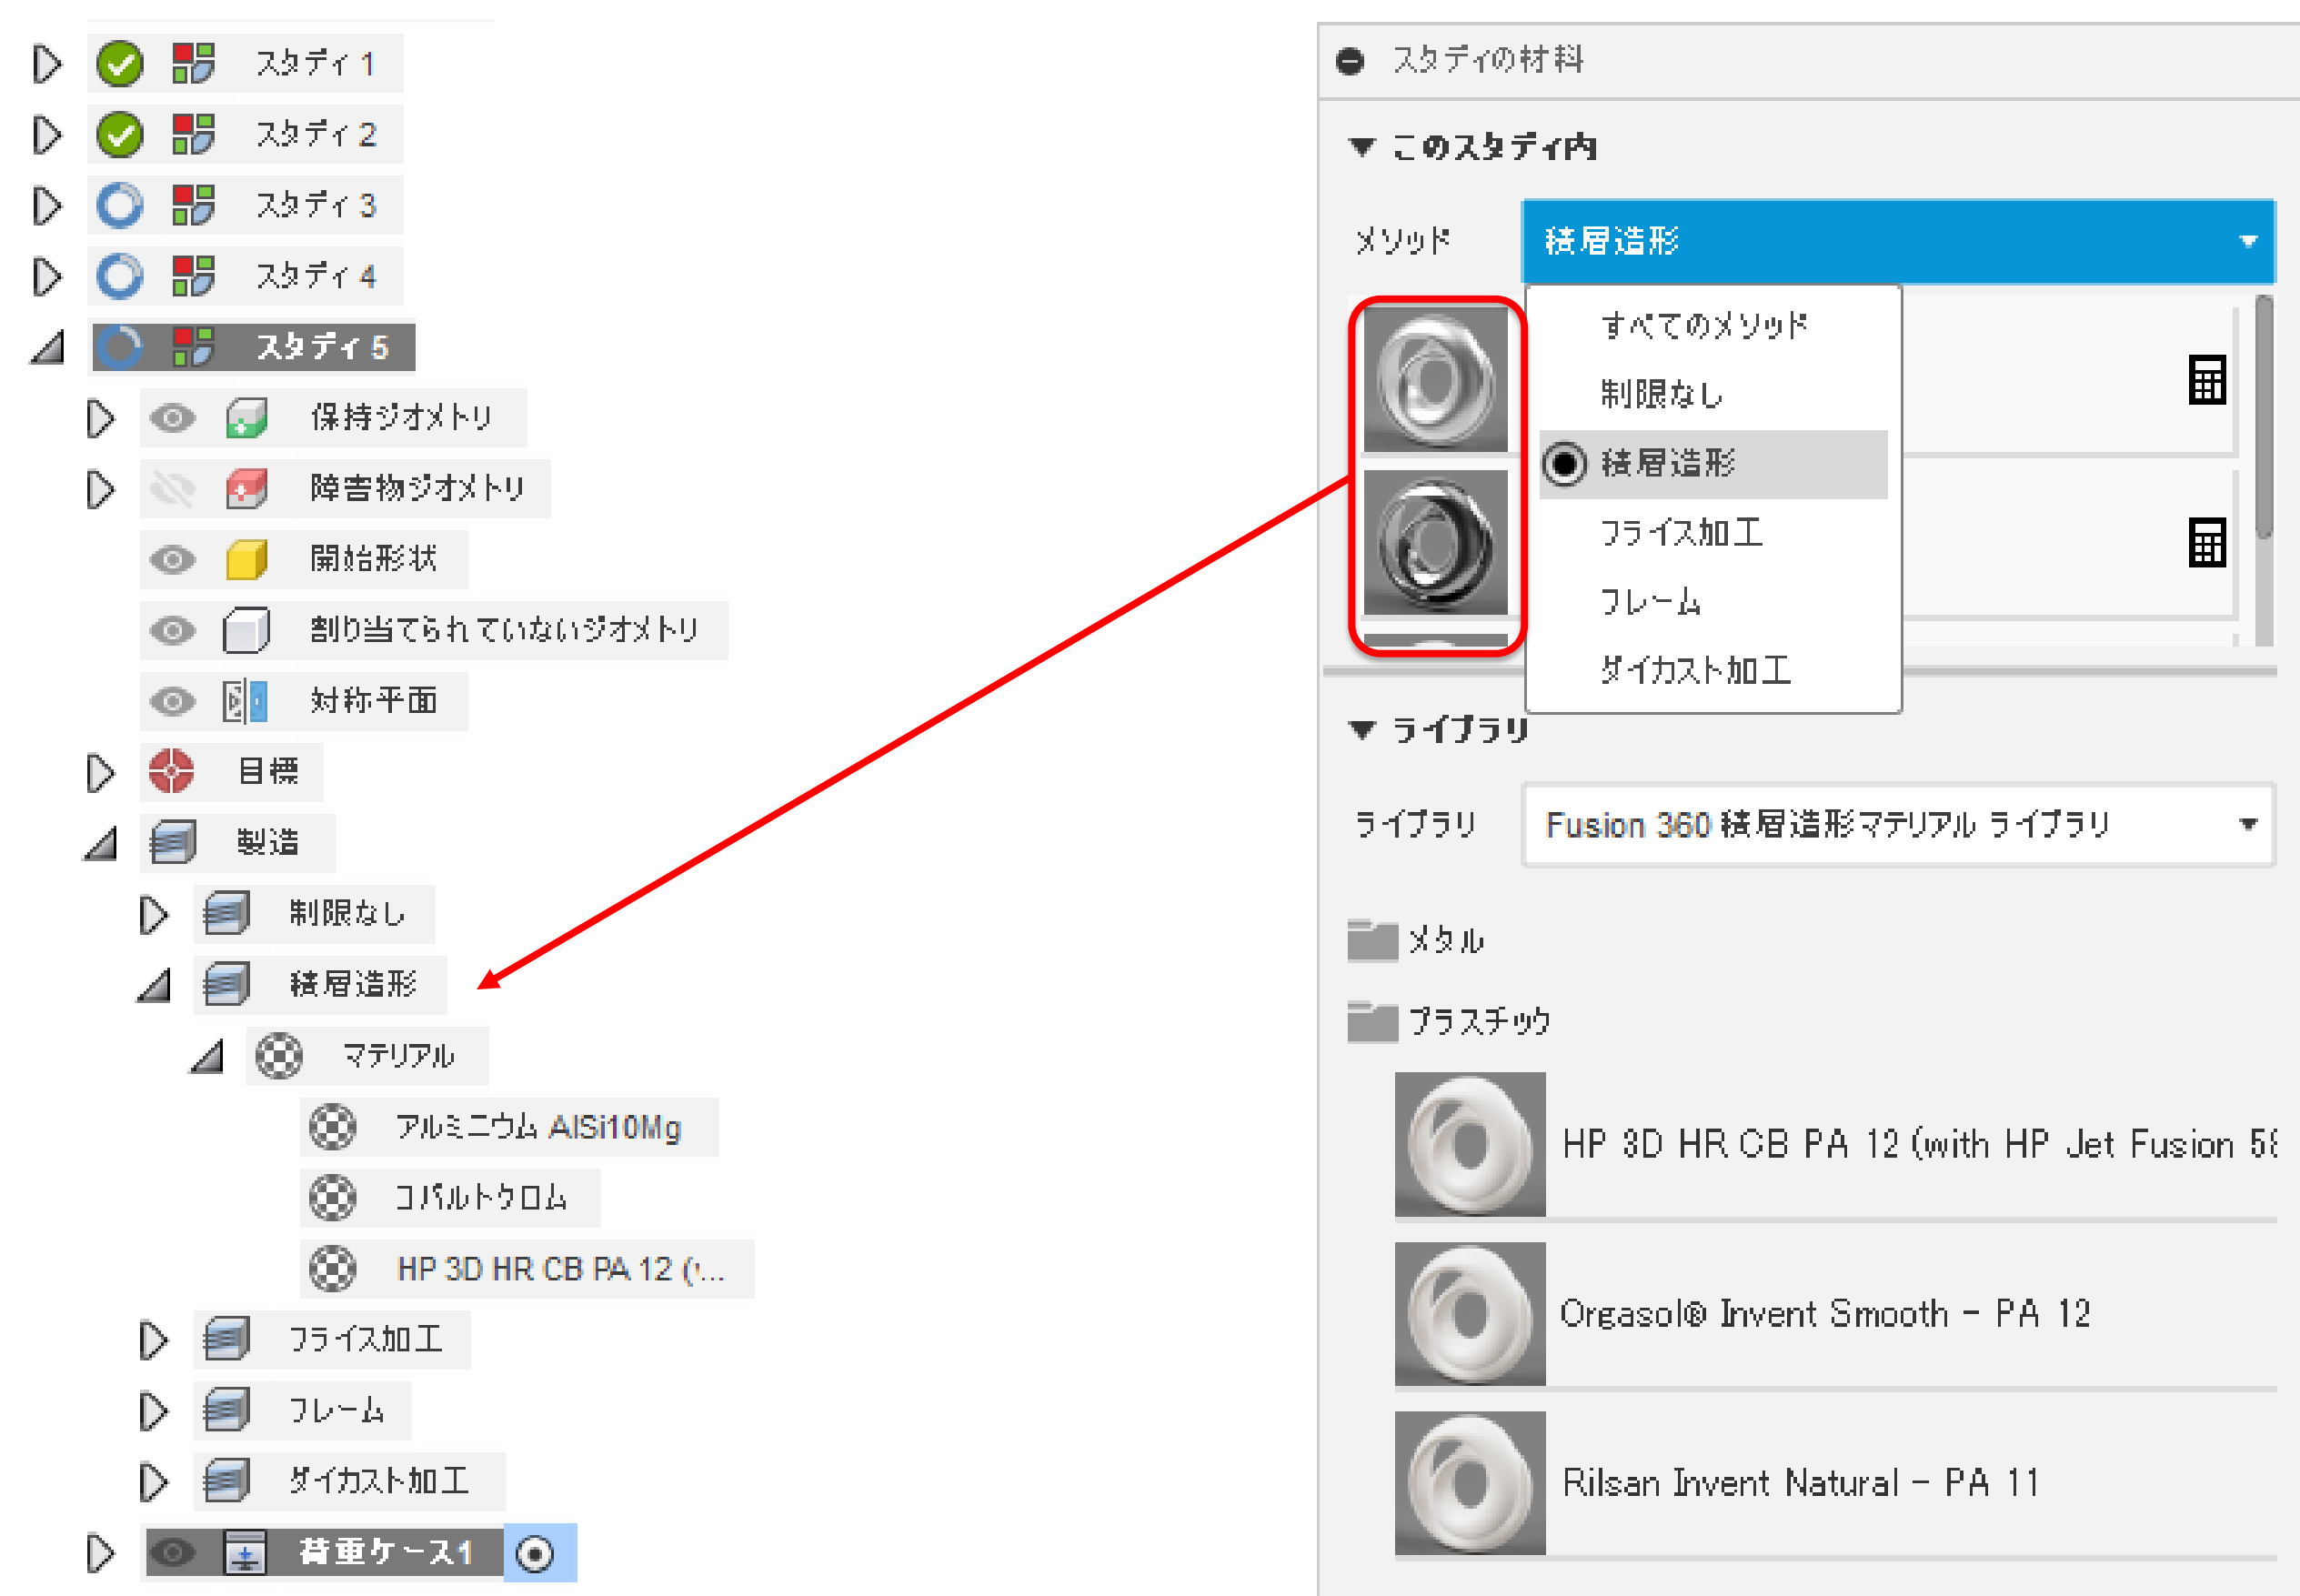 スタディ 1
スタディ 2
スタディ 3
スタディ 4
スタディ 5
保持ジオメトリ
障害物ジオメトリ
開始形状
割り当てられていないジオメトリ
対称平面
目標
製造
制限なし
積層造形
マテリアル
アルミニウム AlSi10Mg
コバルトクロム
HP 3D HR CB PA 12 (
フライス加工
フレーム
ダイカスト加工
荷重ケース1
スタディの材料
このスタディ内
メソッド 積層造形
すべてのメソッド
制限なし
積層造形
フライス加工
フレーム
ダイカスト加工
ライブラリ
ライブラリ Fusion 360 積層造形マテリアル ライブラリ
メタル
プラスチック
HP 3D HR CB PA 12 (with HP Jet Fusion
Orgasol® Invent Smooth - PA 12
Rilsan Invent Natural - PA 11